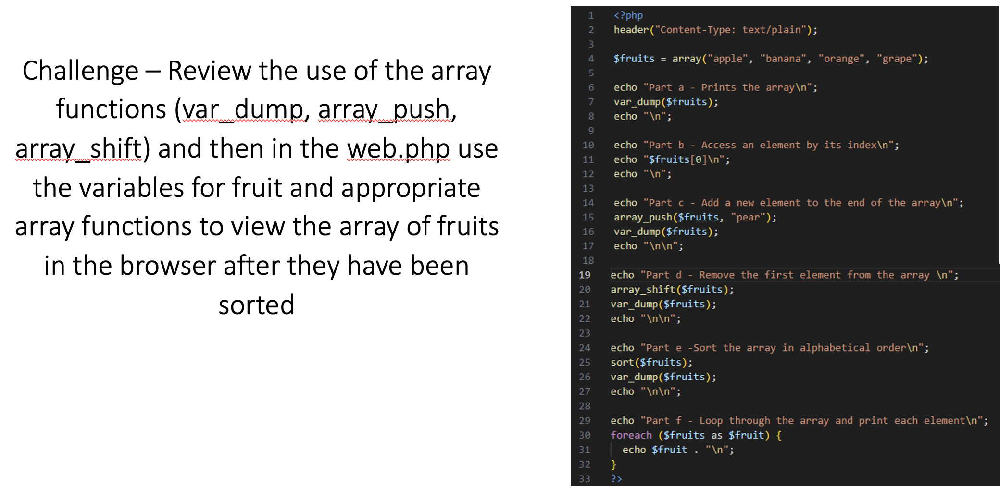 Challenge – Review the use of the array
functions (var_dump, array_push,
array_shift) and then in the web.php use
the variables for fruit and appropriate
array functions to view the array of fruits
in the browser after they have been
sorted
1 <?php
2 header("Content-Type: text/plain");
3
4 $fruits = array("apple", "banana", "orange", "grape");
5
6 echo "Part a - Prints the array\n";
7 var_dump($fruits);
8 echo "\n";
9
10 echo "Part b - Access an element by its index\n";
11 echo "$fruits[0]\n";
12 echo "\n";
13
14 echo "Part c - Add a new element to the end of the array\n";
15 array_push($fruits, "pear");
16 var_dump($fruits);
17 echo "\n\n";
18
19 echo "Part d - Remove the first element from the array \n";
20 array_shift($fruits);
21 var_dump($fruits);
22 echo "\n\n";
23
24 echo "Part e -Sort the array in alphabetical order\n";
25 sort($fruits);
26 var_dump($fruits);
27 echo "\n\n";
28
29 echo "Part f - Loop through the array and print each element\n";
30 foreach ($fruits as $fruit) {
31 echo $fruit . "\n";
32 }
33 ?>